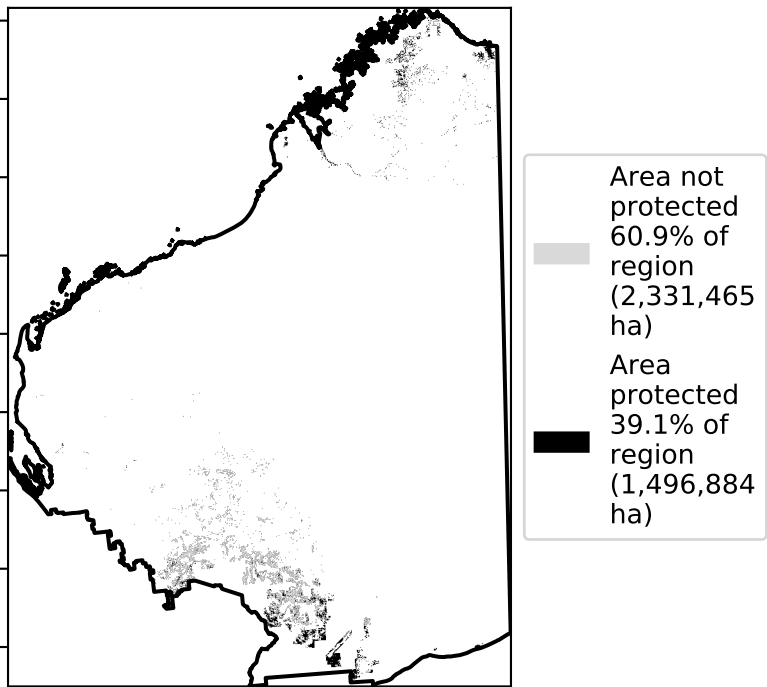 Area not
protected
60.9% of
region
(2,331,465
ha)
Area
protected
39.1% of
region
(1,496,884
ha)